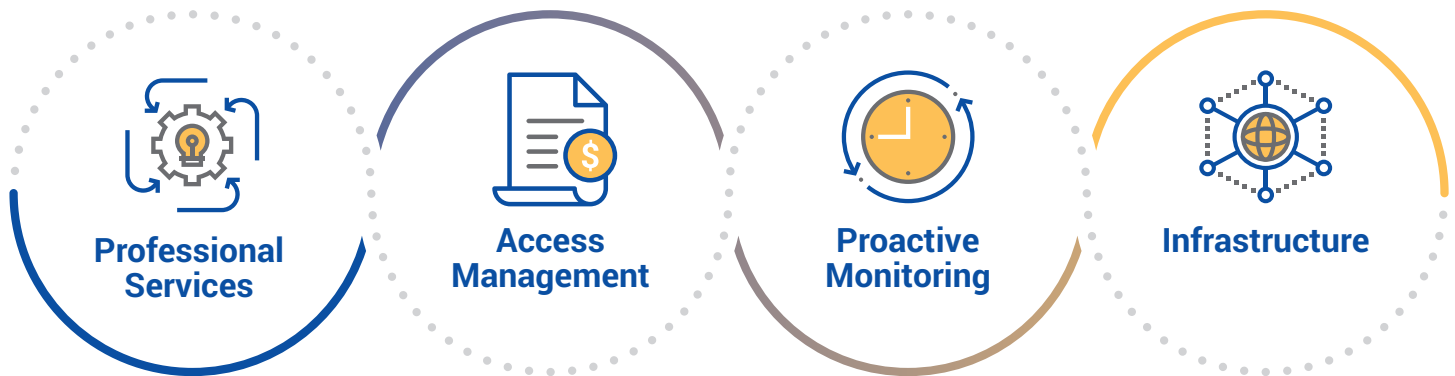 Professional
Services
Access
Management
$
Proactive
Monitoring
Infrastructure